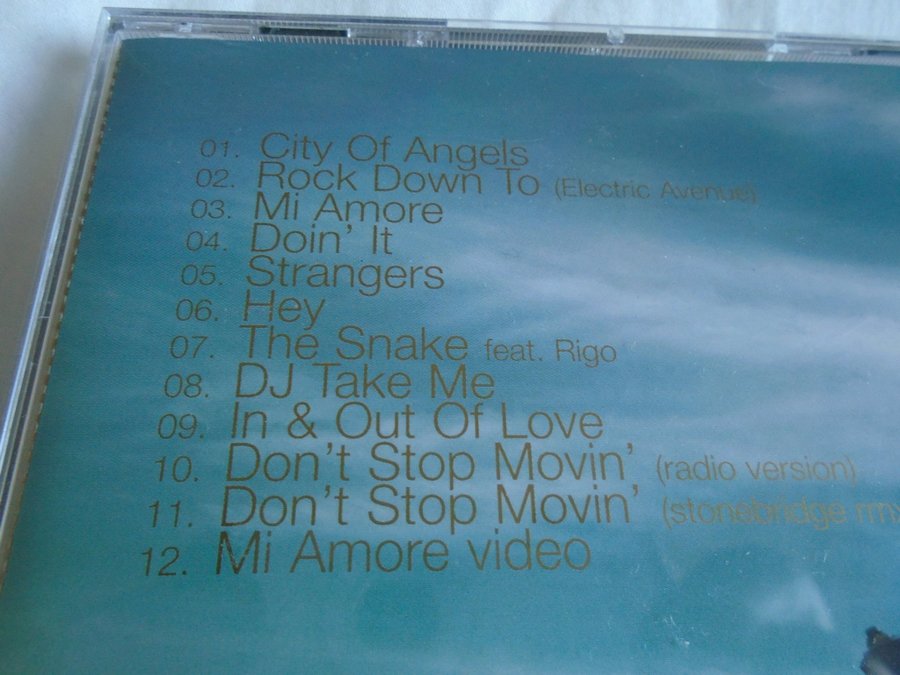 01. City Of Angels
02. Rock Down To (Electric Avenue)
03. Mi Amore
04. Doin' It
05. Strangers
06. Hey
07. The Snake feat. Rigo
08. DJ Take Me
09. In & Out Of Love
10. Don't Stop Movin' (radio version)
11. Don't Stop Movin' (stonebridge rmx
12. Mi Amore video